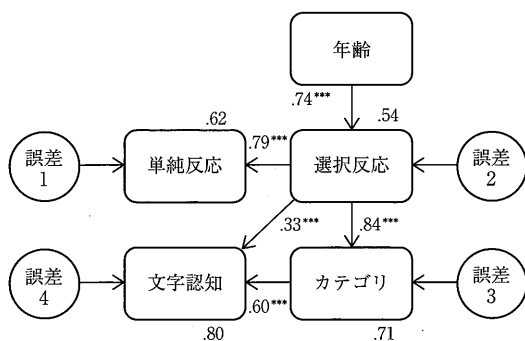 年齢
.74***
.54
.62
.79***
誤差
1
単純反応
選択反応
誤差
2
.33***
.84***
誤差
4
文字認知
カテゴリ
誤差
3
.60***
.80
.71